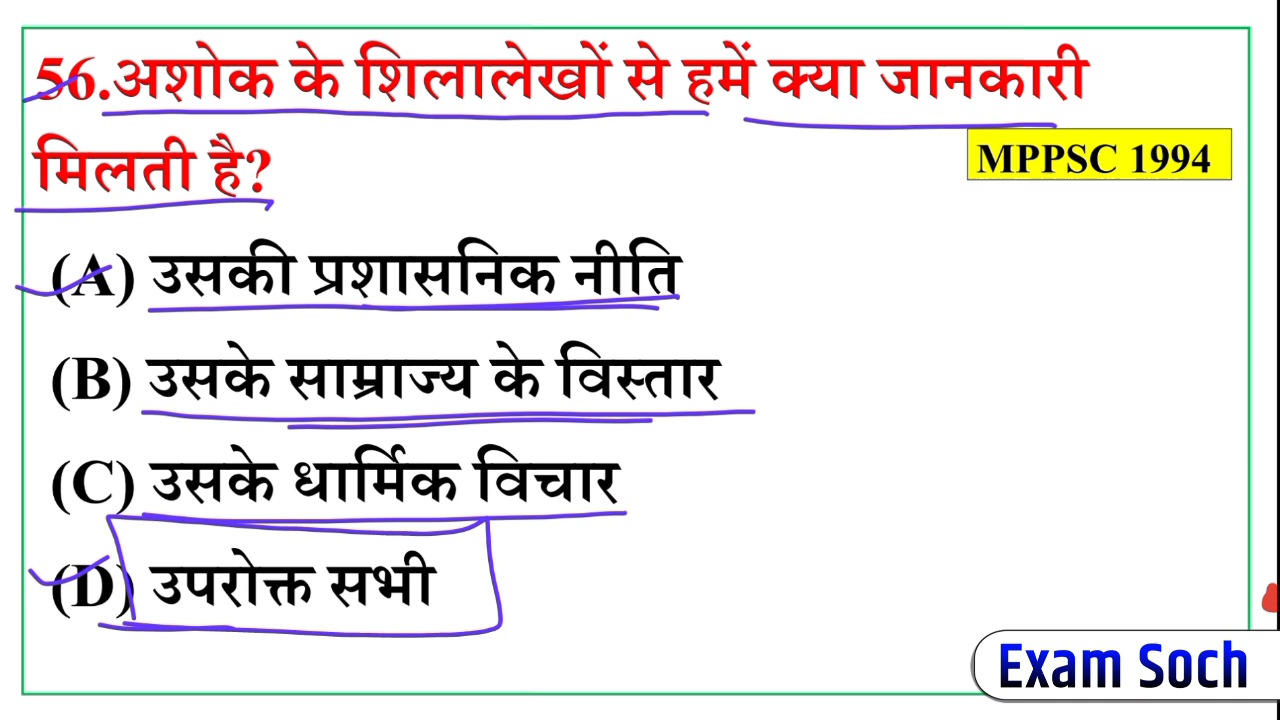 56.अशोक के शिलालेखों से हमें क्या जानकारी
मिलती है?
MPPSC 1994
(A) उसकी प्रशासनिक नीति
(B) उसके साम्राज्य के विस्तार
(C) उसके धार्मिक विचार
(D) उपरोक्त सभी
Exam Soch